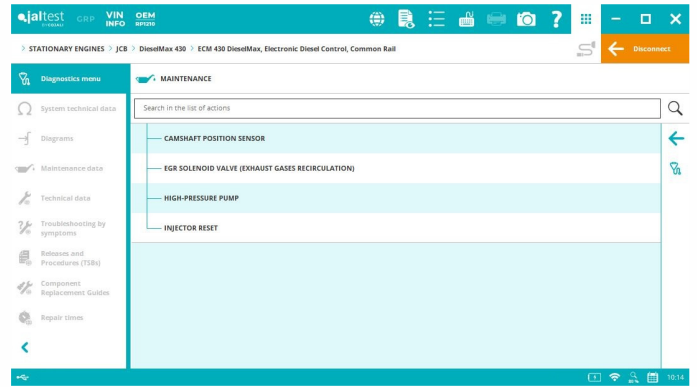 jaltest GRP VIN INFO OEM
> STATIONARY ENGINES > JCB > DieselMax 430 > ECM 430 DieselMax, Electronic Diesel Control, Common Rail
Disconnect
Diagnostics menu
MAINTENANCE
System technical data
Search in the list of actions
Diagrams
CAMSHAFT POSITION SENSOR
Maintenance data
EGR SOLENOID VALVE (EXHAUST GASES RECIRCULATION)
Technical data
HIGH-PRESSURE PUMP
Troubleshooting by
symptoms
INJECTOR RESET
Releases and
Procedures (TSBs)
Component
Replacement Guides
Repair times
10:14